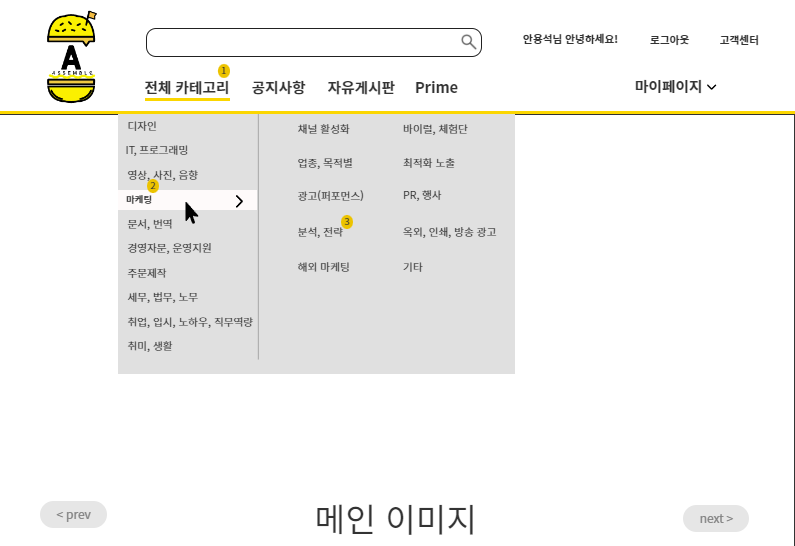 A
ASSEMBLE
안용석님 안녕하세요!
로그아웃
고객센터
1
전체 카테고리
공지사항
자유게시판
Prime
마이페이지
디자인
IT, 프로그래밍
영상, 사진, 음향
2
마케팅
문서, 번역
경영자문, 운영지원
주문제작
세무, 법무, 노무
취업, 입시, 노하우, 직무역량
취미, 생활
채널 활성화
바이럴, 체험단
업종, 목적별
최적화 노출
광고(퍼포먼스)
PR, 행사
3
분석, 전략
옥외, 인쇄, 방송 광고
해외 마케팅
기타
< prev
메인 이미지
next >